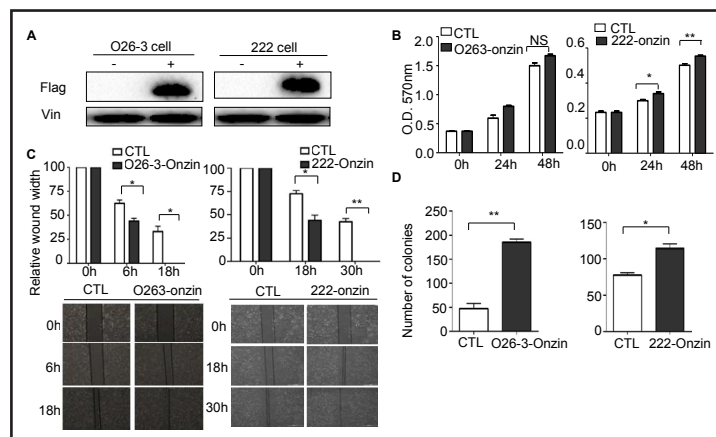 A
O26-3 cell
222 cell
- +
- +
Flag
Vin
B
CTL
O263-onzin
NS
O.D. 570nm
2.0
1.5
1.0
0.5
0h 24h 48h
CTL
222-onzin
**
*
0.6
0.4
0.2
0.0
0h 24h 48h
C
CTL
O26-3-Onzin
Relative wound width
100
75
50
25
0
*
*
0h 6h 18h
CTL
222-Onzin
100
75
50
25
0
*
**
0h 18h 30h
CTL O263-onzin
0h
6h
18h
CTL 222-onzin
0h
18h
30h
D
Number of colonies
250
200
150
100
50
0
**
CTL O26-3-Onzin
150
100
50
0
*
CTL 222-Onzin